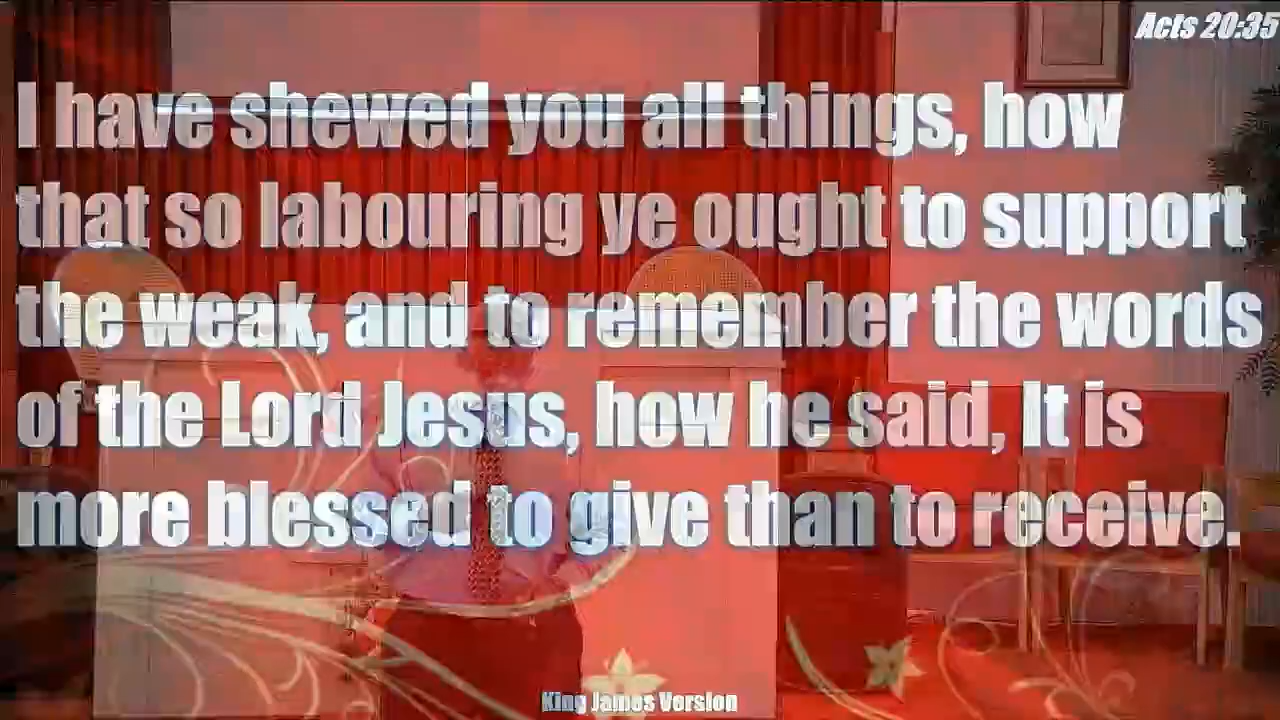 Acts 20:35
I have shewed you all things, how
that so labouring ye ought to support
the weak, and to remember the words
of the Lord Jesus, how he said, It is
more blessed to give than to receive.
King James Version